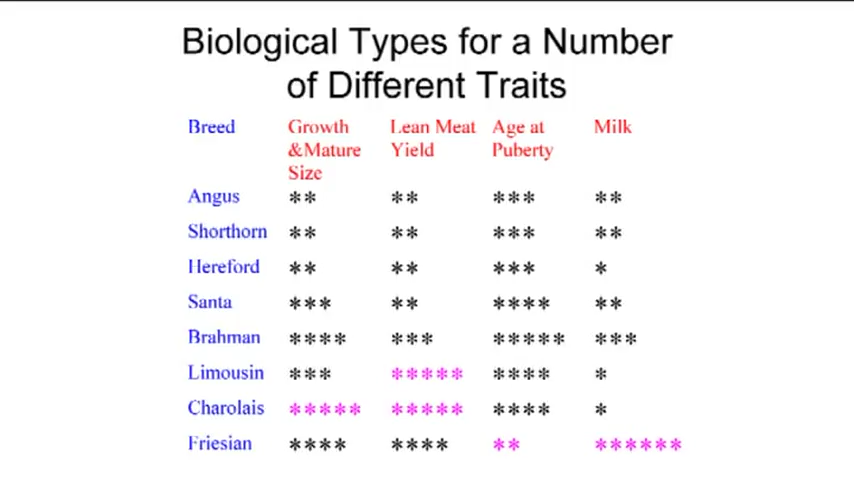 Biological Types for a Number
of Different Traits
Breed Growth Lean Meat Age at Milk
&Mature Yield Puberty
Size
Angus ** ** *** **
Shorthorn ** ** *** **
Hereford ** ** *** *
Santa *** ** **** **
Brahman **** *** ***** ***
Limousin *** ***** **** *
Charolais ***** ***** **** *
Friesian **** **** ** ******